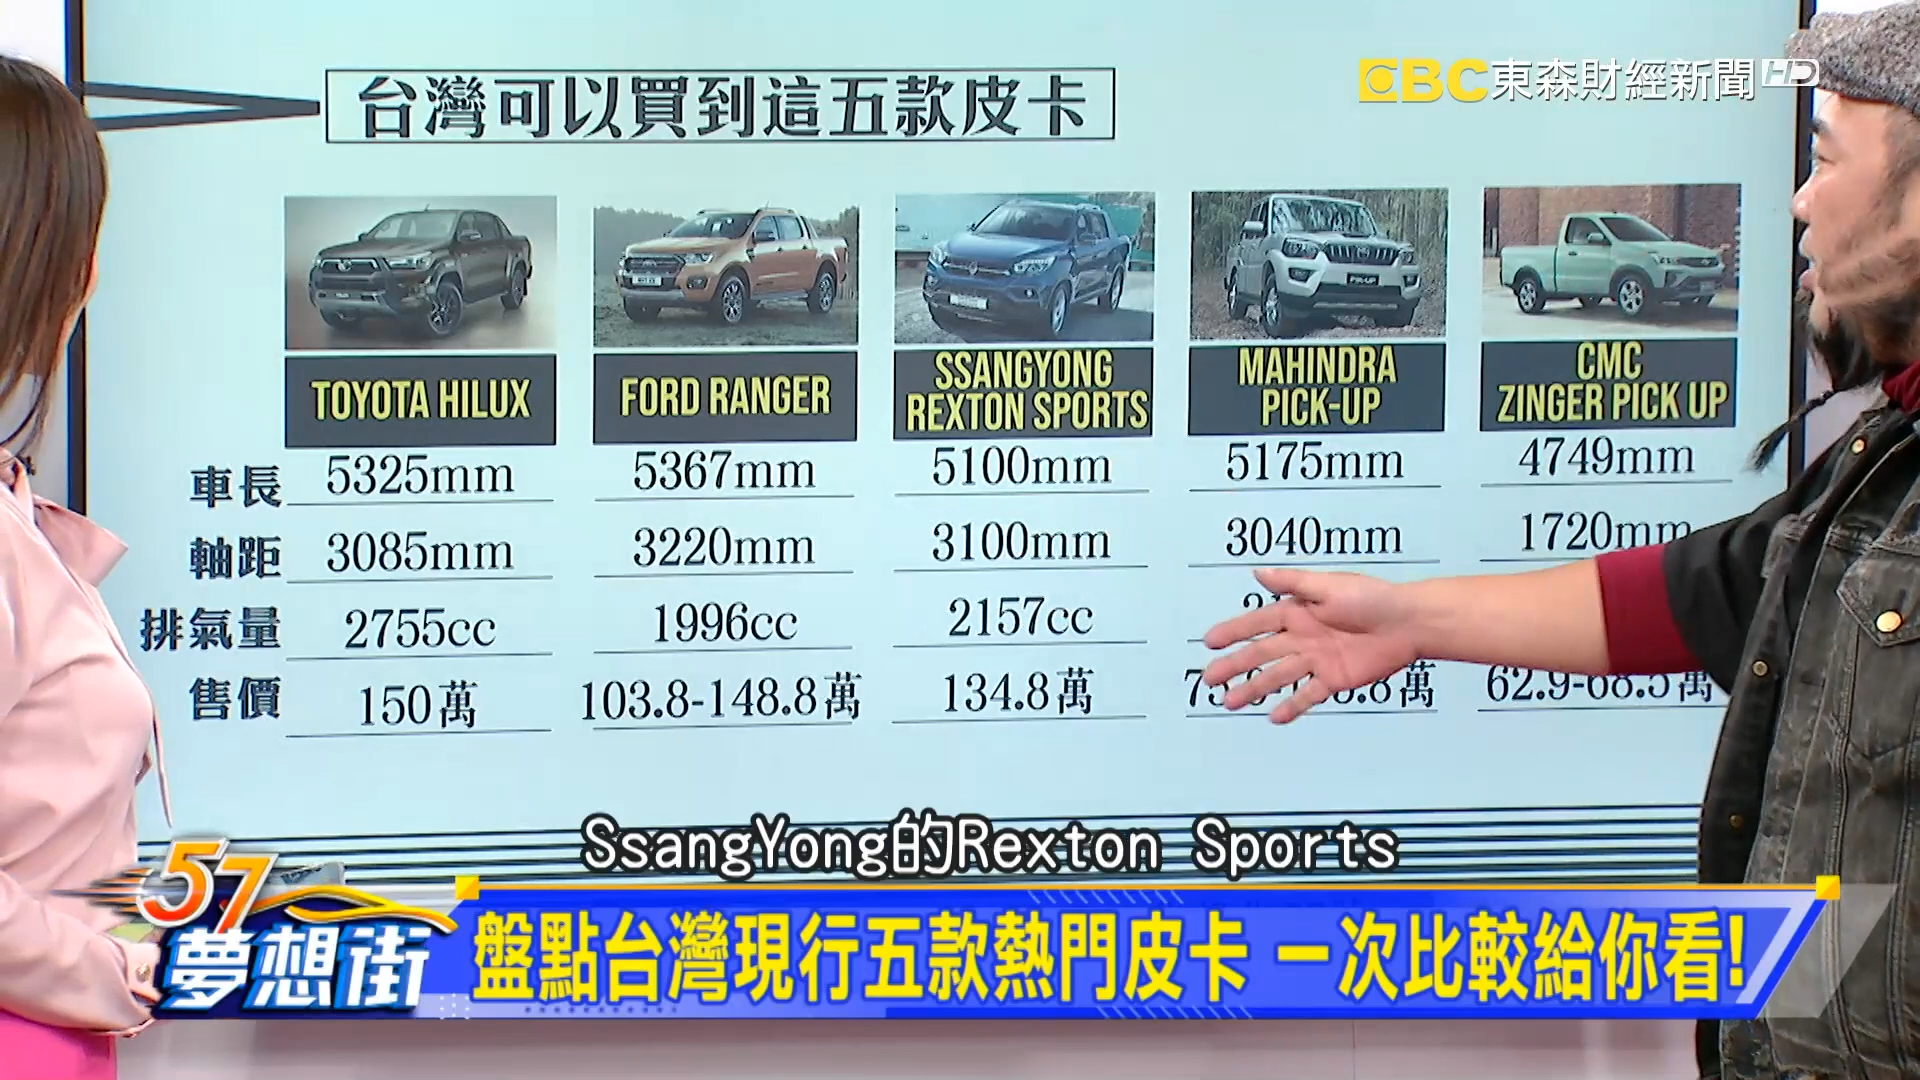 台灣可以買到這五款皮卡
EBC 東森財經新聞 HD
TOYOTA HILUX
FORD RANGER
SSANGYONG
REXTON SPORTS
MAHINDRA
PICK-UP
CMC
ZINGER PICK UP
車長 5325mm 5367mm 5100mm 5175mm 4749mm
軸距 3085mm 3220mm 3100mm 3040mm 1720mm
排氣量 2755cc 1996cc 2157cc
售價 150萬 103.8-148.8萬 134.8萬 62.9-68.5萬
SsangYong的Rexton Sports
57
夢想街
盤點台灣現行五款熱門皮卡 一次比較給你看!